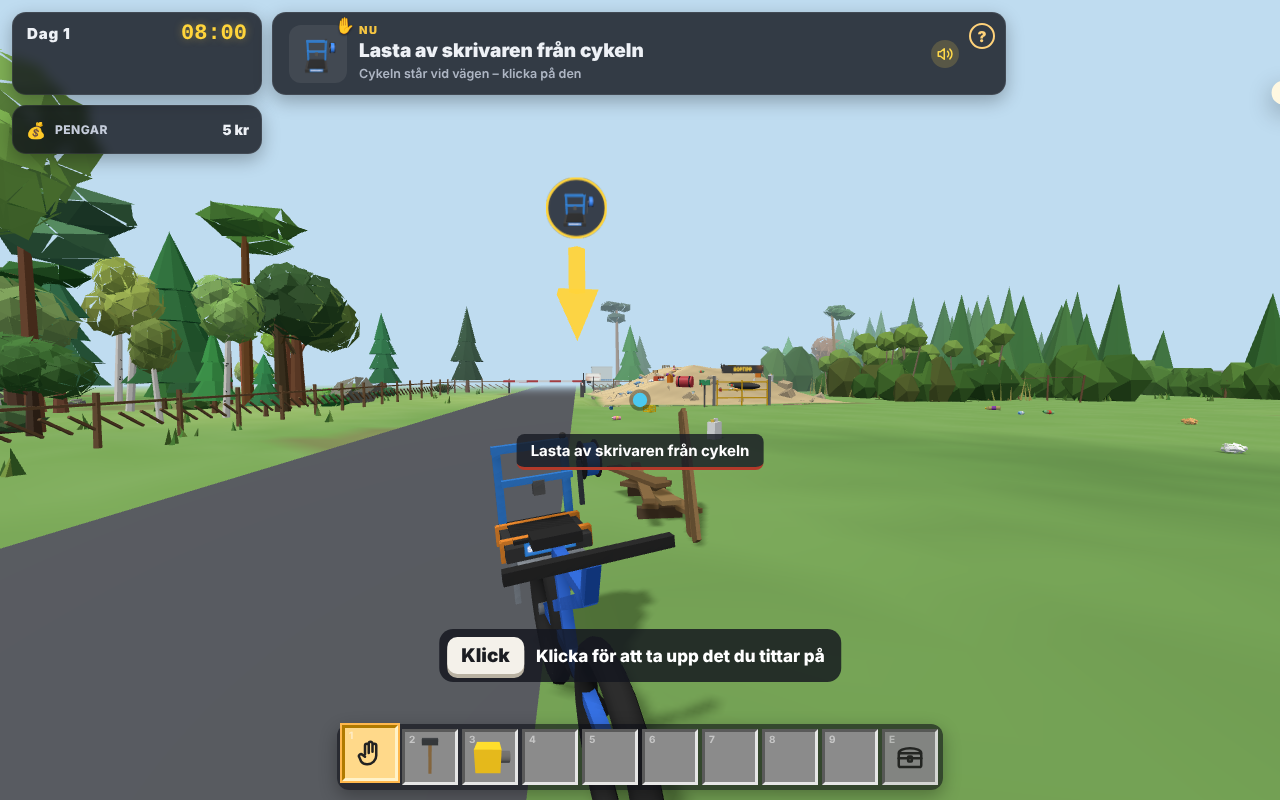 Dag 1
08:00
NU
Lasta av skrivaren från cykeln
Cykeln står vid vägen – klicka på den
?
PENGAR
5 kr
Lasta av skrivaren från cykeln
Klick
Klicka för att ta upp det du tittar på
1
2
3
4
5
6
7
8
9
E